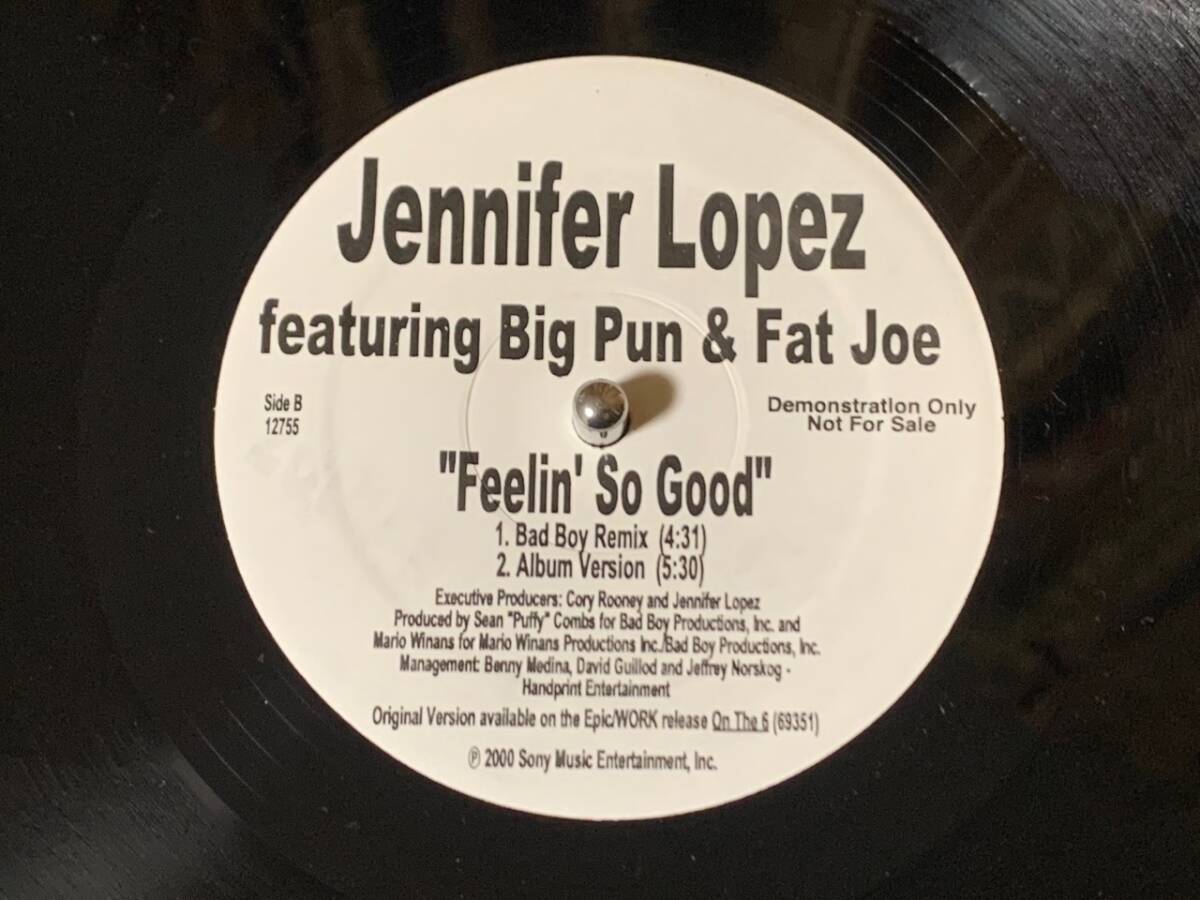 Jennifer Lopez
featuring Big Pun & Fat Joe
Side B
12755
Demonstration Only
Not For Sale
"Feelin' So Good"
1. Bad Boy Remix (4:31)
2. Album Version (5:30)
Executive Producers: Cory Rooney and Jennifer Lopez
Produced by Sean "Puffy" Combs for Bad Boy Productions, Inc. and
Mario Winans for Mario Winans Productions Inc./Bad Boy Productions, Inc.
Management: Benny Medina, David Guillod and Jeffrey Norskog -
Handprint Entertainment
Original Version available on the Epic/WORK release On The 6 (69351)
℗ 2000 Sony Music Entertainment, Inc.